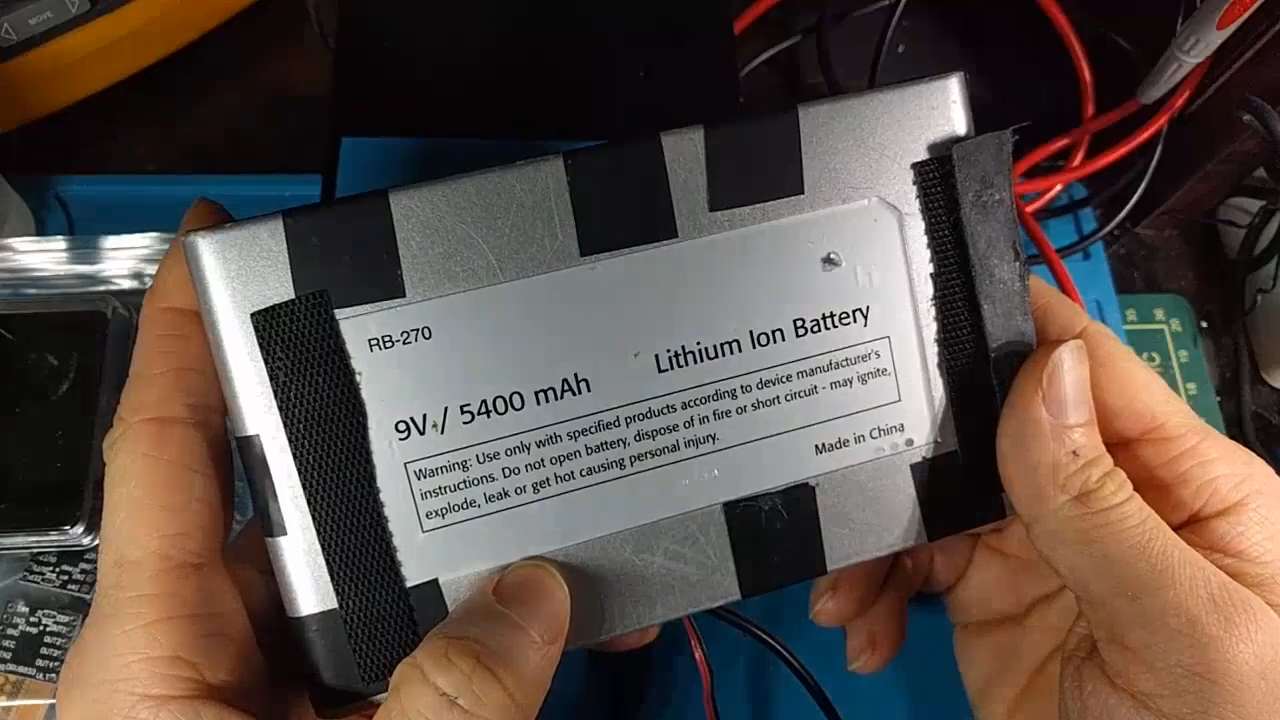 MOVE
RB-270
9V / 5400 mAh
Lithium Ion Battery
Warning: Use only with specified products according to device manufacturer's
instructions. Do not open battery, dispose of in fire or short circuit - may ignite,
explode, leak or get hot causing personal injury.
Made in China